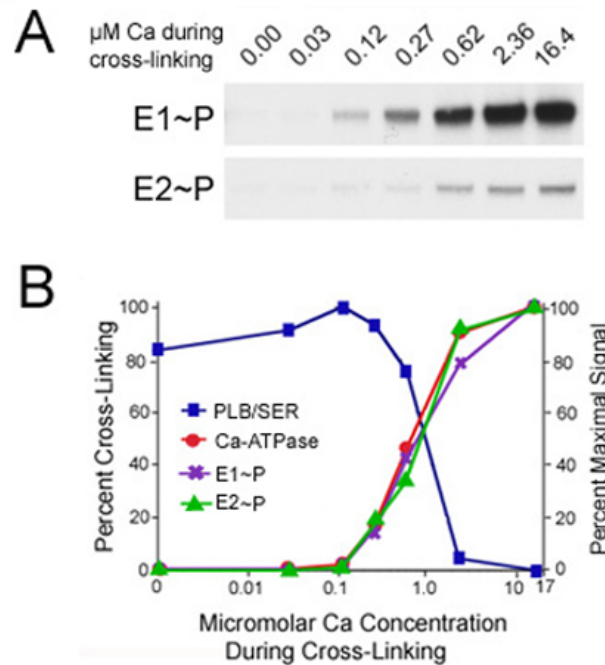 A
µM Ca during
cross-linking
0.00 0.03 0.12 0.27 0.62 2.36 16.4
E1~P
E2~P
B
Percent Cross-Linking
100
80
60
40
20
0
PLB/SER
Ca-ATPase
E1~P
E2~P
100
80
60
40
20
0
Percent Maximal Signal
0 0.01 0.1 1.0 10 17
Micromolar Ca Concentration
During Cross-Linking